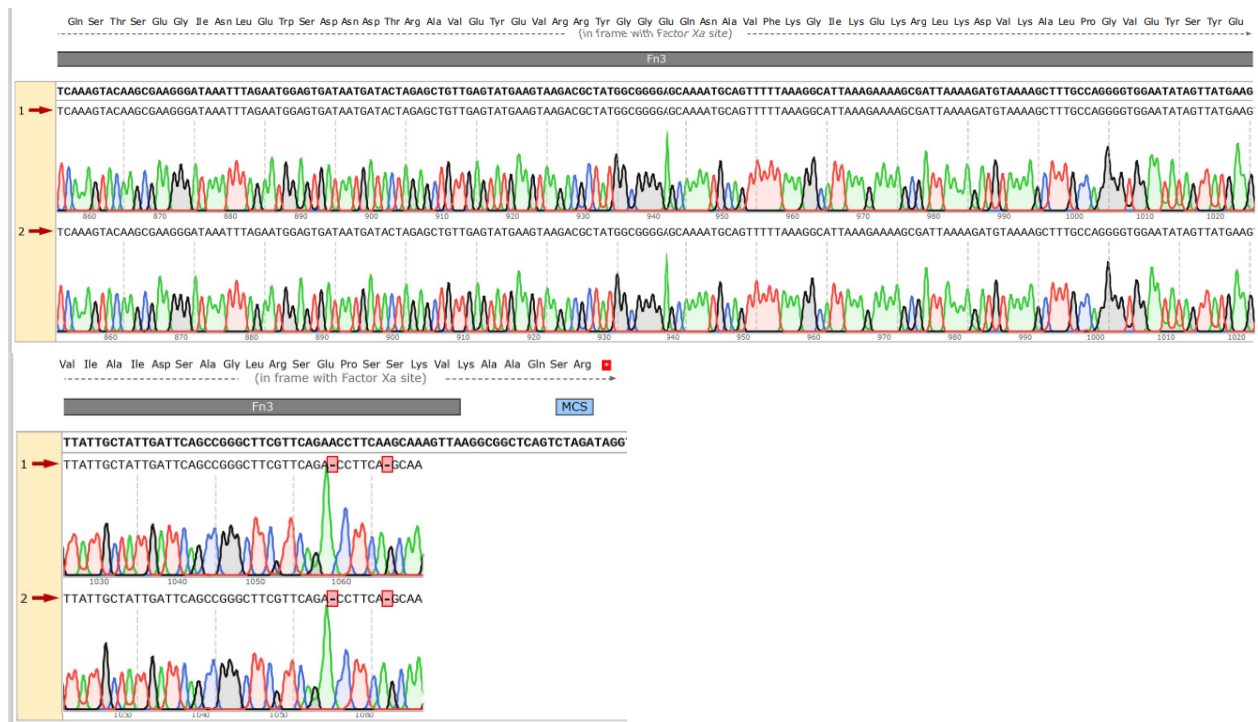 Gln Ser Thr Ser Glu Gly Ile Asn Leu Glu Trp Ser Asp Asn Asp Thr Arg Ala Val Glu Tyr Glu Val Arg Arg Tyr Gly Gly Glu Gln Asn Ala Val Phe Lys Gly Ile Lys Glu Lys Arg Leu Lys Asp Val Lys Ala Leu Pro Gly Val Glu Tyr Ser Tyr Glu
(in frame with Factor Xa site)
Fn3
TCAAAGTACAAGCGAAGGGATAAATTTAGAATGGAGTGATAATGATACTAGAGCTGTTGAGTATGAAGTAAGACGCTATGGCGGGGAGCAAAATGCAGTTTTTAAAGGCATTAAAGAAAAGCGATTAAAAGATGTAAAAGCTTTGCCAGGGGTGGAATATAGTTATGAAG
1 TCAAAGTACAAGCGAAGGGATAAATTTAGAATGGAGTGATAATGATACTAGAGCTGTTGAGTATGAAGTAAGACGCTATGGCGGGGAGCAAAATGCAGTTTTTAAAGGCATTAAAGAAAAGCGATTAAAAGATGTAAAAGCTTTGCCAGGGGTGGAATATAGTTATGAAG
860 870 880 890 900 910 920 930 940 950 960 970 980 990 1000 1010 1020
2 TCAAAGTACAAGCGAAGGGATAAATTTAGAATGGAGTGATAATGATACTAGAGCTGTTGAGTATGAAGTAAGACGCTATGGCGGGGAGCAAAATGCAGTTTTTAAAGGCATTAAAGAAAAGCGATTAAAAGATGTAAAAGCTTTGCCAGGGGTGGAATATAGTTATGAAG
860 870 880 890 900 910 920 930 940 950 960 970 980 990 1000 1010 1020
Val Ile Ala Ile Asp Ser Ala Gly Leu Arg Ser Glu Pro Ser Ser Lys Val Lys Ala Ala Gln Ser Arg *
(in frame with Factor Xa site)
Fn3 MCS
TTATTGCTATTGATTCAGCCGGGCTTCGTTCAGAACCTTCAAGCAAAGTTAAGGCGGCTCAGTCTAGATAGG
1 TTATTGCTATTGATTCAGCCGGGCTTCGTTCAGA-CCTTCA-GCAA
1030 1040 1050 1060
2 TTATTGCTATTGATTCAGCCGGGCTTCGTTCAGA-CCTTCA-GCAA
1030 1040 1050 1060